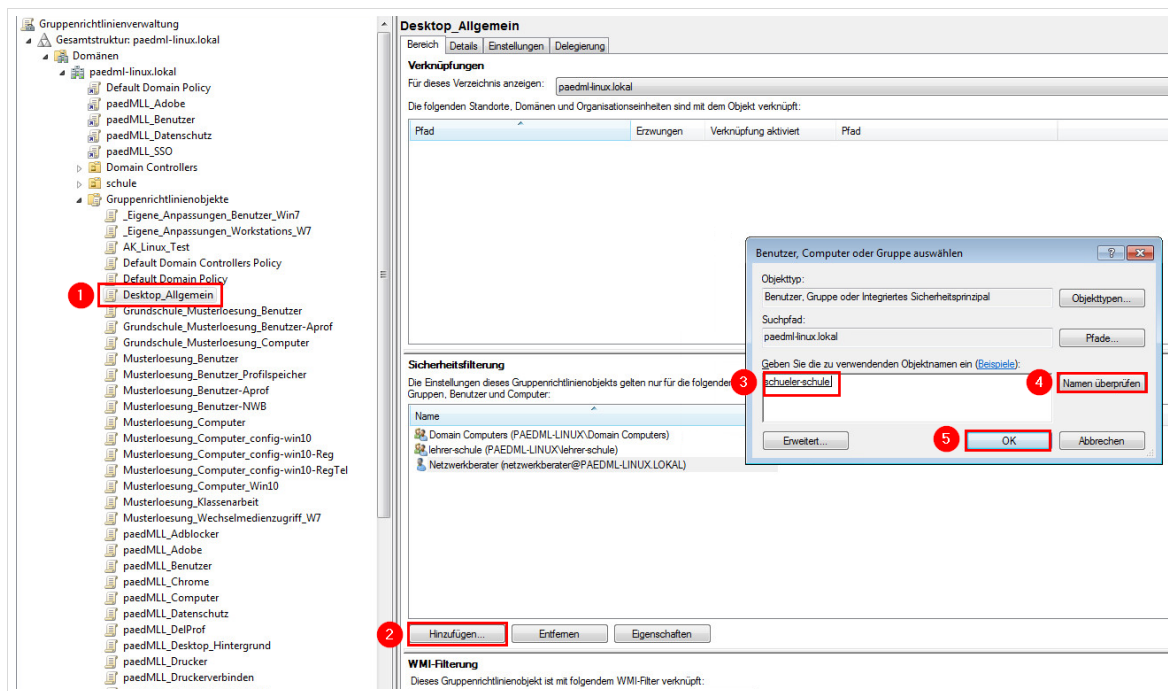 Gruppenrichtlinienverwaltung
Gesamtstruktur: paedml-linux.lokal
Domänen
paedml-linux.lokal
Default Domain Policy
paedMLL_Adobe
paedMLL_Benutzer
paedMLL_Datenschutz
paedMLL_SSO
Domain Controllers
schule
Gruppenrichtlinienobjekte
_Eigene_Anpassungen_Benutzer_Win7
_Eigene_Anpassungen_Workstations_W7
AK_Linux_Test
Default Domain Controllers Policy
Default Domain Policy
1
Desktop_Allgemein
Grundschule_Musterloesung_Benutzer
Grundschule_Musterloesung_Benutzer-Aprof
Grundschule_Musterloesung_Computer
Musterloesung_Benutzer
Musterloesung_Benutzer_Profilspeicher
Musterloesung_Benutzer-Aprof
Musterloesung_Benutzer-NWB
Musterloesung_Computer
Musterloesung_Computer_config-win10
Musterloesung_Computer_config-win10-Reg
Musterloesung_Computer_config-win10-RegTel
Musterloesung_Computer_Win10
Musterloesung_Klassenarbeit
Musterloesung_Wechselmedienzugriff_W7
paedMLL_Adblocker
paedMLL_Adobe
paedMLL_Benutzer
paedMLL_Chrome
paedMLL_Computer
paedMLL_Datenschutz
paedMLL_DelProf
paedMLL_Desktop_Hintergrund
paedMLL_Drucker
paedMLL_Druckerverbinden
Desktop_Allgemein
Bereich Details Einstellungen Delegierung
Verknüpfungen
Für dieses Verzeichnis anzeigen: paedml-linux.lokal
Die folgenden Standorte, Domänen und Organisationseinheiten sind mit dem Objekt verknüpft:
Pfad Erzwungen Verknüpfung aktiviert Pfad
Sicherheitsfilterung
Die Einstellungen dieses Gruppenrichtlinienobjekts gelten nur für die folgenden
Gruppen, Benutzer und Computer:
Name
Domain Computers (PAEDML-LINUX\Domain Computers)
lehrer-schule (PAEDML-LINUX\lehrer-schule)
Netzwerkberater (netzwerkberater@PAEDML-LINUX.LOKAL)
2 Hinzufügen... Entfernen Eigenschaften
WMI-Filterung
Dieses Gruppenrichtlinienobjekt ist mit folgendem WMI-Filter verknüpft:
Benutzer, Computer oder Gruppe auswählen
Objekttyp:
Benutzer, Gruppe oder Integriertes Sicherheitsprinzipal Objekttypen...
Suchpfad:
paedml-linux.lokal Pfade...
Geben Sie die zu verwendenden Objektnamen ein (Beispiele):
3 schueler-schule 4 Namen überprüfen
Erweitert... 5 OK Abbrechen